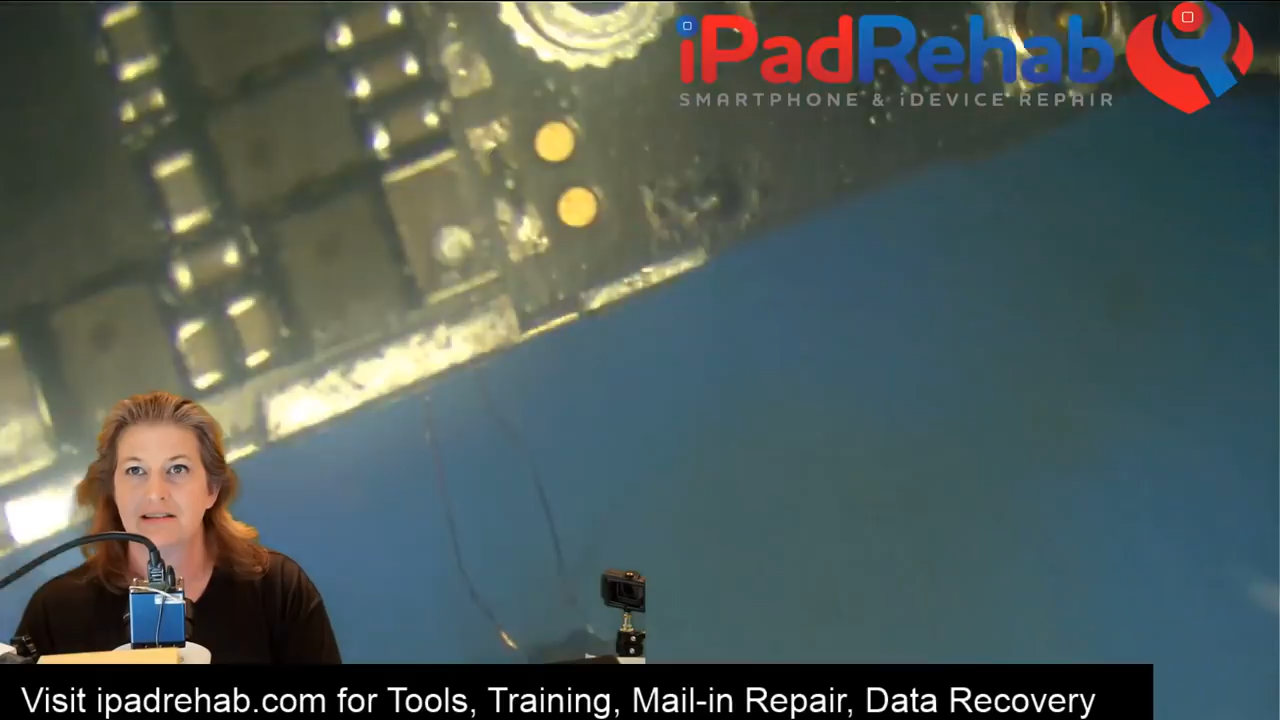 iPadRehab
SMARTPHONE & iDEVICE REPAIR
Visit ipadrehab.com for Tools, Training, Mail-in Repair, Data Recovery